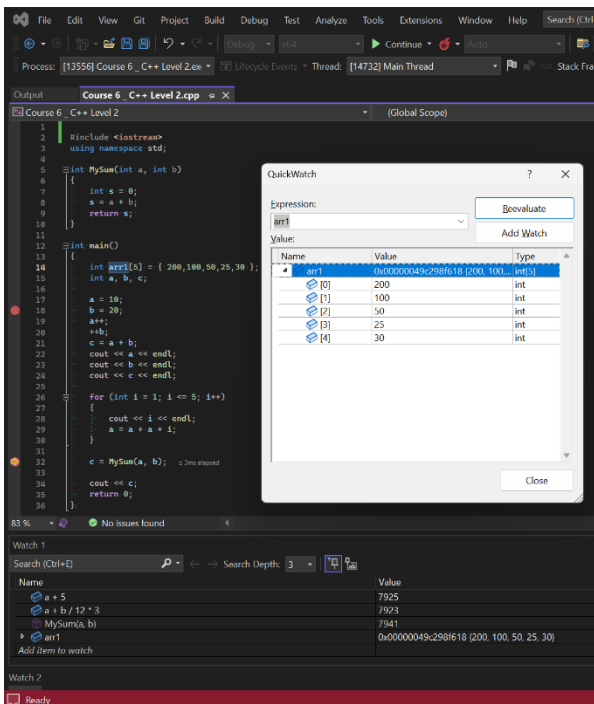 File Edit View Git Project Build Debug Test Analyze Tools Extensions Window Help Search (Ctrl
Debug x64 Continue Auto
Process: [13556] Course 6 _ C++ Level 2.ex Lifecycle Events Thread: [14732] Main Thread Stack Fra
Output Course 6 _ C++ Level 2.cpp
Course 6 _ C++ Level 2 (Global Scope)
1
2 #include <iostream>
3 using namespace std;
4
5 int MySum(int a, int b)
6 {
7 int s = 0;
8 s = a + b;
9 return s;
10 }
11
12 int main()
13 {
14 int arr1[5] = { 200,100,50,25,30 };
15 int a, b, c;
16
17 a = 10;
18 b = 20;
19 a++;
20 ++b;
21 c = a + b;
22 cout << a << endl;
23 cout << b << endl;
24 cout << c << endl;
25
26 for (int i = 1; i <= 5; i++)
27 {
28 cout << i << endl;
29 a = a + a * i;
30 }
31
32 c = MySum(a, b); ≤ 3ms elapsed
33
34 cout << c;
35 return 0;
36 }
QuickWatch ? X
Expression:
Reevaluate
arr1
Add Watch
Value:
Name Value Type
arr1 0x00000049c298f618 {200, 100,... int[5]
[0] 200 int
[1] 100 int
[2] 50 int
[3] 25 int
[4] 30 int
Close
83 % No issues found
Watch 1
Search (Ctrl+E) Search Depth: 3
Name Value
a + 5 7925
a + b / 12 * 3 7923
MySum(a, b) 7941
arr1 0x00000049c298f618 {200, 100, 50, 25, 30}
Add item to watch
Watch 2
Ready